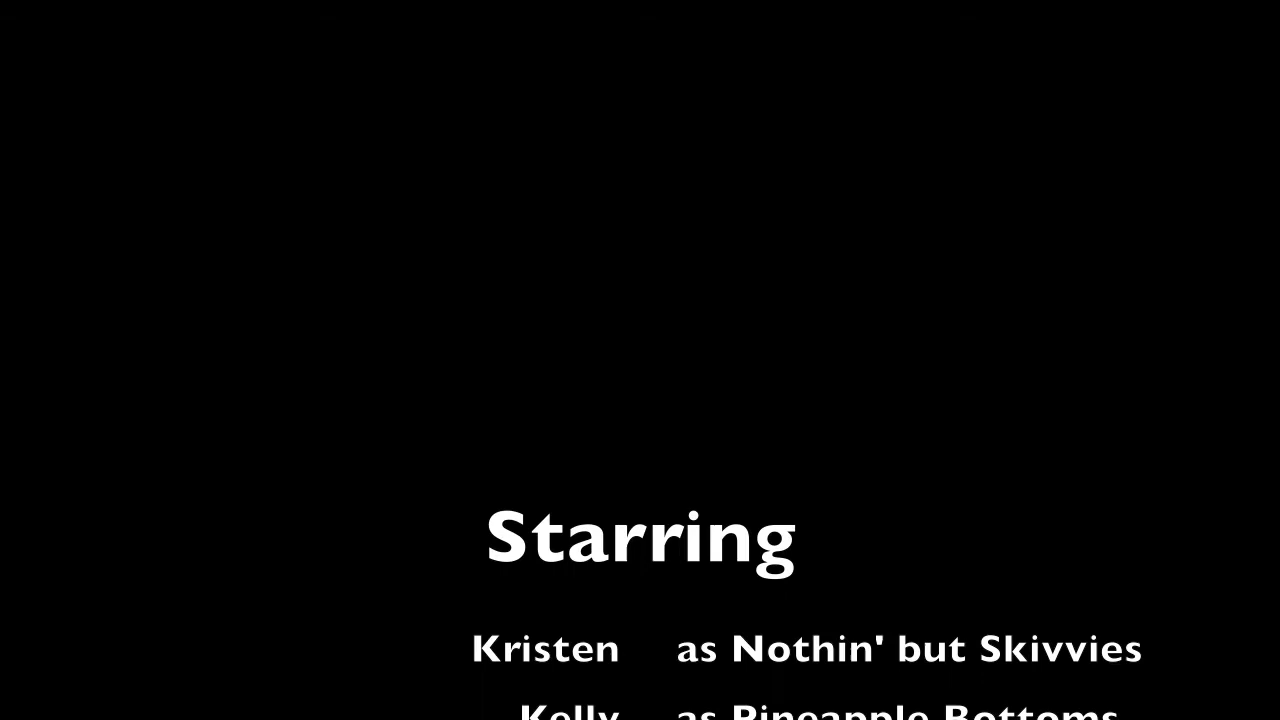 Starring
Kristen as Nothin' but Skivvies
Kelly as Pineapple Bottoms